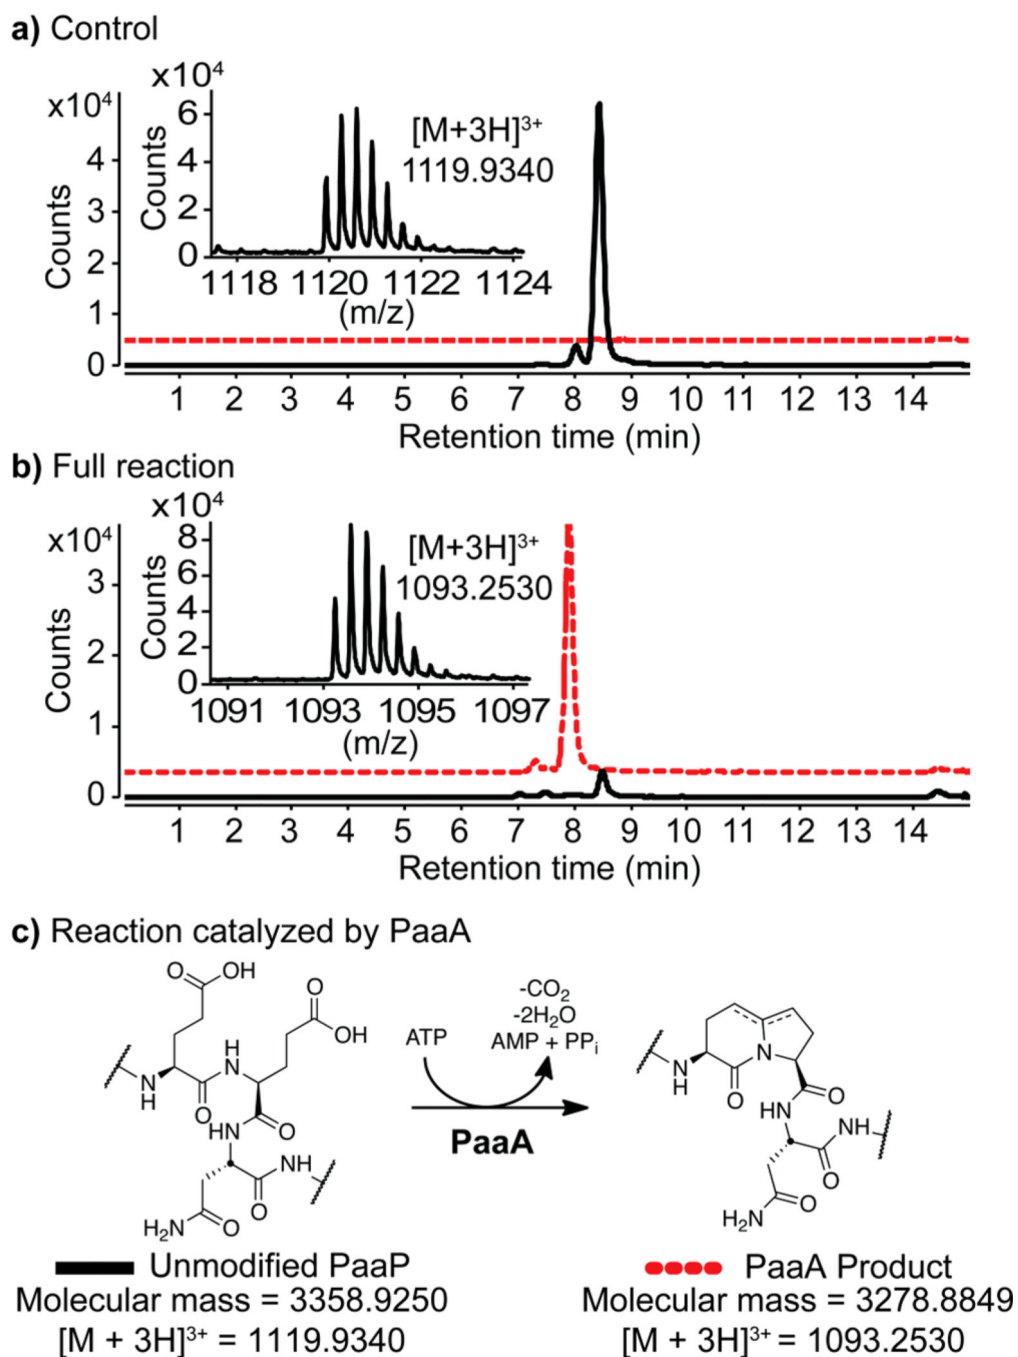 a) Control
x10⁴
x10⁴
6
4
2
0
Counts
[M+3H]³⁺
1119.9340
1118 1120 1122 1124
(m/z)
4
3
2
1
0
Counts
1 2 3 4 5 6 7 8 9 10 11 12 13 14
Retention time (min)
b) Full reaction
x10⁴
x10⁴
8
6
4
2
0
Counts
[M+3H]³⁺
1093.2530
1091 1093 1095 1097
(m/z)
3
2
1
0
Counts
1 2 3 4 5 6 7 8 9 10 11 12 13 14
Retention time (min)
c) Reaction catalyzed by PaaA
O OH
O
OH
H
N
N
H
O
HN
O
NH
O
H₂N O
ATP
-CO₂
-2H₂O
AMP + PPᵢ
PaaA
N
H
N
O
O
HN
NH
O
O
H₂N
Unmodified PaaP
Molecular mass = 3358.9250
[M + 3H]³⁺ = 1119.9340
PaaA Product
Molecular mass = 3278.8849
[M + 3H]³⁺ = 1093.2530